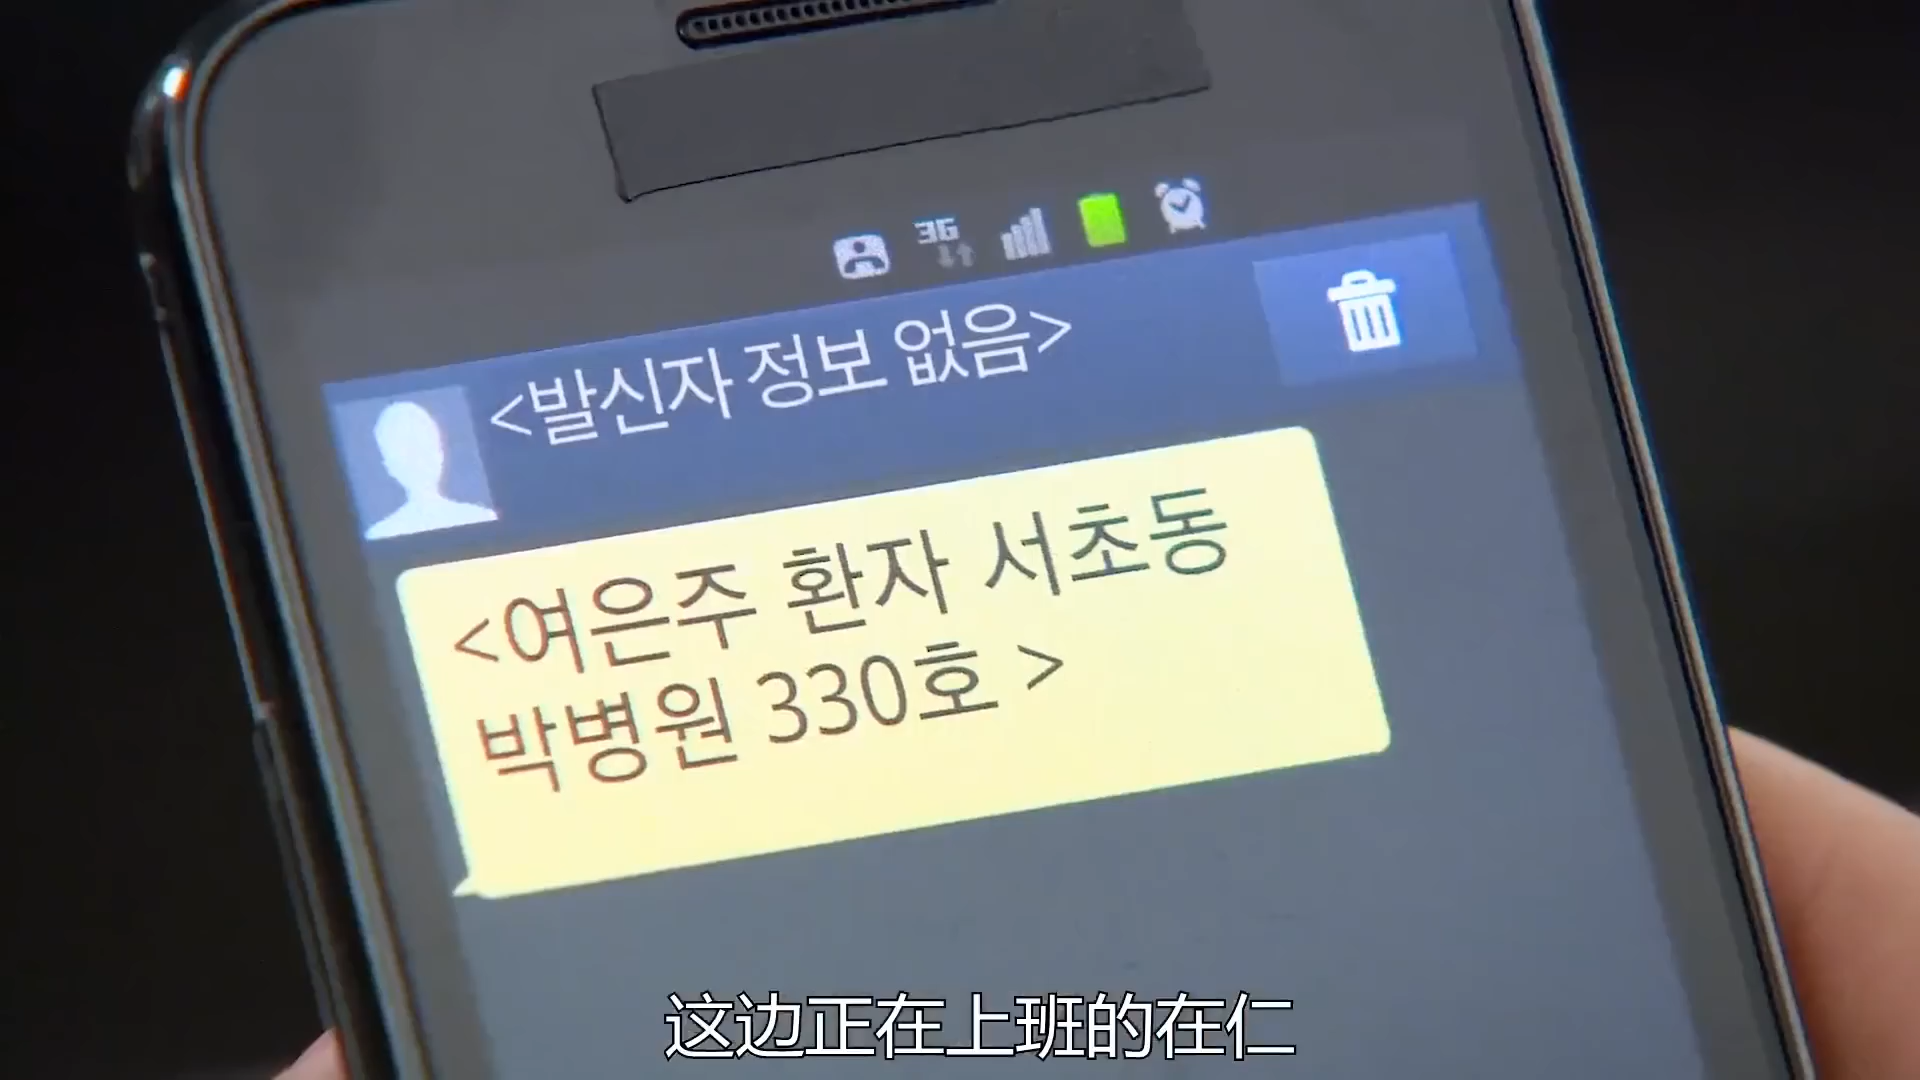 3G
<발신자 정보 없음>
<여은주 환자 서초동
박병원 330호 >
这边正在上班的在仁